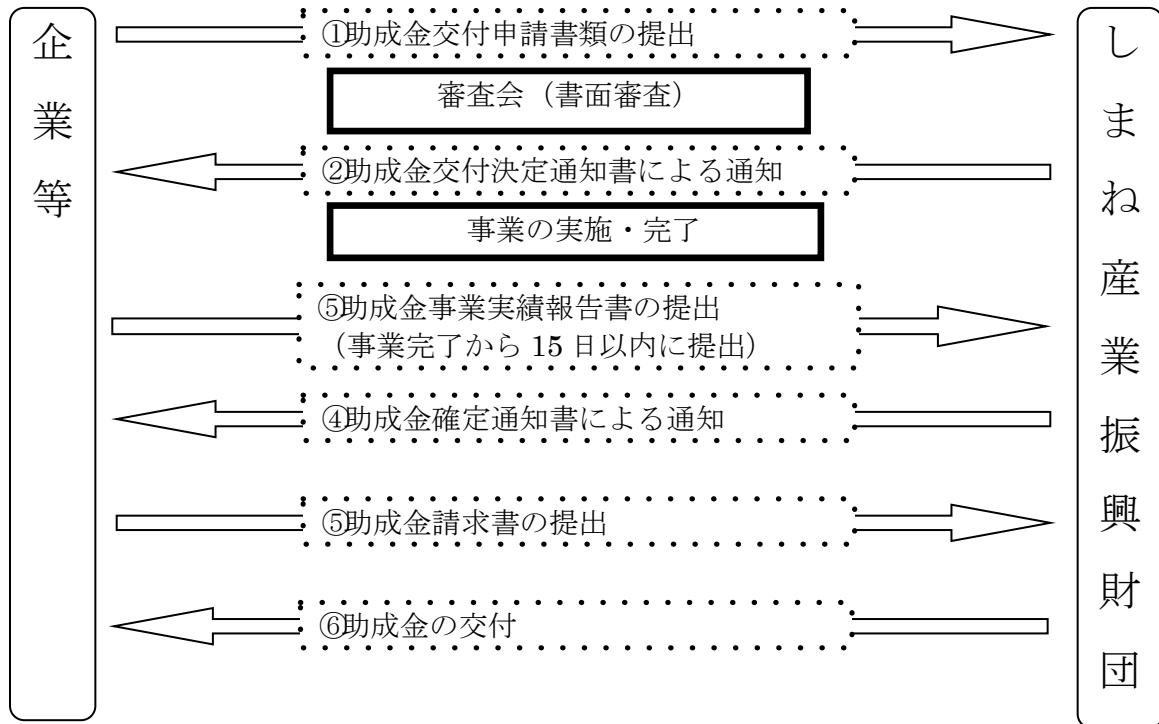 企業等
①助成金交付申請書類の提出
審査会（書面審査）
②助成金交付決定通知書による通知
事業の実施・完了
⑤助成金事業実績報告書の提出
（事業完了から 15 日以内に提出）
④助成金確定通知書による通知
⑤助成金請求書の提出
⑥助成金の交付
しまね産業振興財団